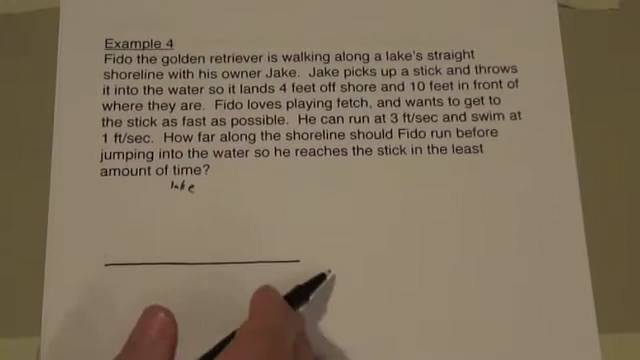 Example 4
Fido the golden retriever is walking along a lake's straight
shoreline with his owner Jake. Jake picks up a stick and throws
it into the water so it lands 4 feet off shore and 10 feet in front of
where they are. Fido loves playing fetch, and wants to get to
the stick as fast as possible. He can run at 3 ft/sec and swim at
1 ft/sec. How far along the shoreline should Fido run before
jumping into the water so he reaches the stick in the least
amount of time?
lake